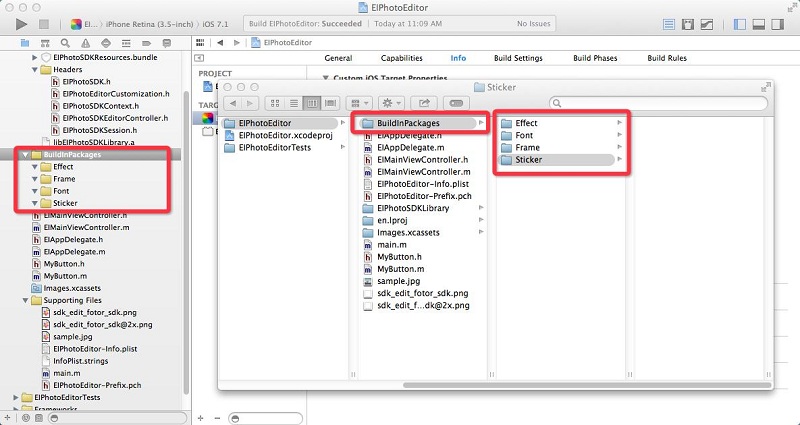 EIPhotoEditor
EI...
iPhone Retina (3.5-inch)
iOS 7.1
Build EIPhotoEditor: Succeeded
Today at 11:09 AM
No Issues
EIPhotoSDKResources.bundle
Headers
EIPhotoSDK.h
EIPhotoEditorCustomization.h
EIPhotoSDKContext.h
EIPhotoSDKEditorController.h
EIPhotoSDKSession.h
libEIPhotoSDKLibrary.a
BuildInPackages
Effect
Frame
Font
Sticker
EIMainViewController.h
EIMainViewController.m
EIAppDelegate.h
EIAppDelegate.m
MyButton.h
MyButton.m
Images.xcassets
Supporting Files
sdk_edit_fotor_sdk.png
sdk_edit_fotor_sdk@2x.png
sample.jpg
EIPhotoEditor-Info.plist
InfoPlist.strings
main.m
EIPhotoEditor-Prefix.pch
EIPhotoEditorTests
Frameworks
EIPhotoEditor
General
Capabilities
Info
Build Settings
Build Phases
Build Rules
PROJECT
Custom iOS Target Properties
Sticker
EIPhotoEditor
EIPhotoEditor.xcodeproj
EIPhotoEditorTests
BuildInPackages
EIAppDelegate.h
EIAppDelegate.m
EIMainViewController.h
EIMainViewController.m
EIPhotoEditor-Info.plist
EIPhotoEditor-Prefix.pch
EIPhotoSDKLibrary
en.lproj
Images.xcassets
main.m
MyButton.h
MyButton.m
sample.jpg
sdk_edit_fotor_sdk.png
sdk_edit_f...dk@2x.png
Effect
Font
Frame
Sticker